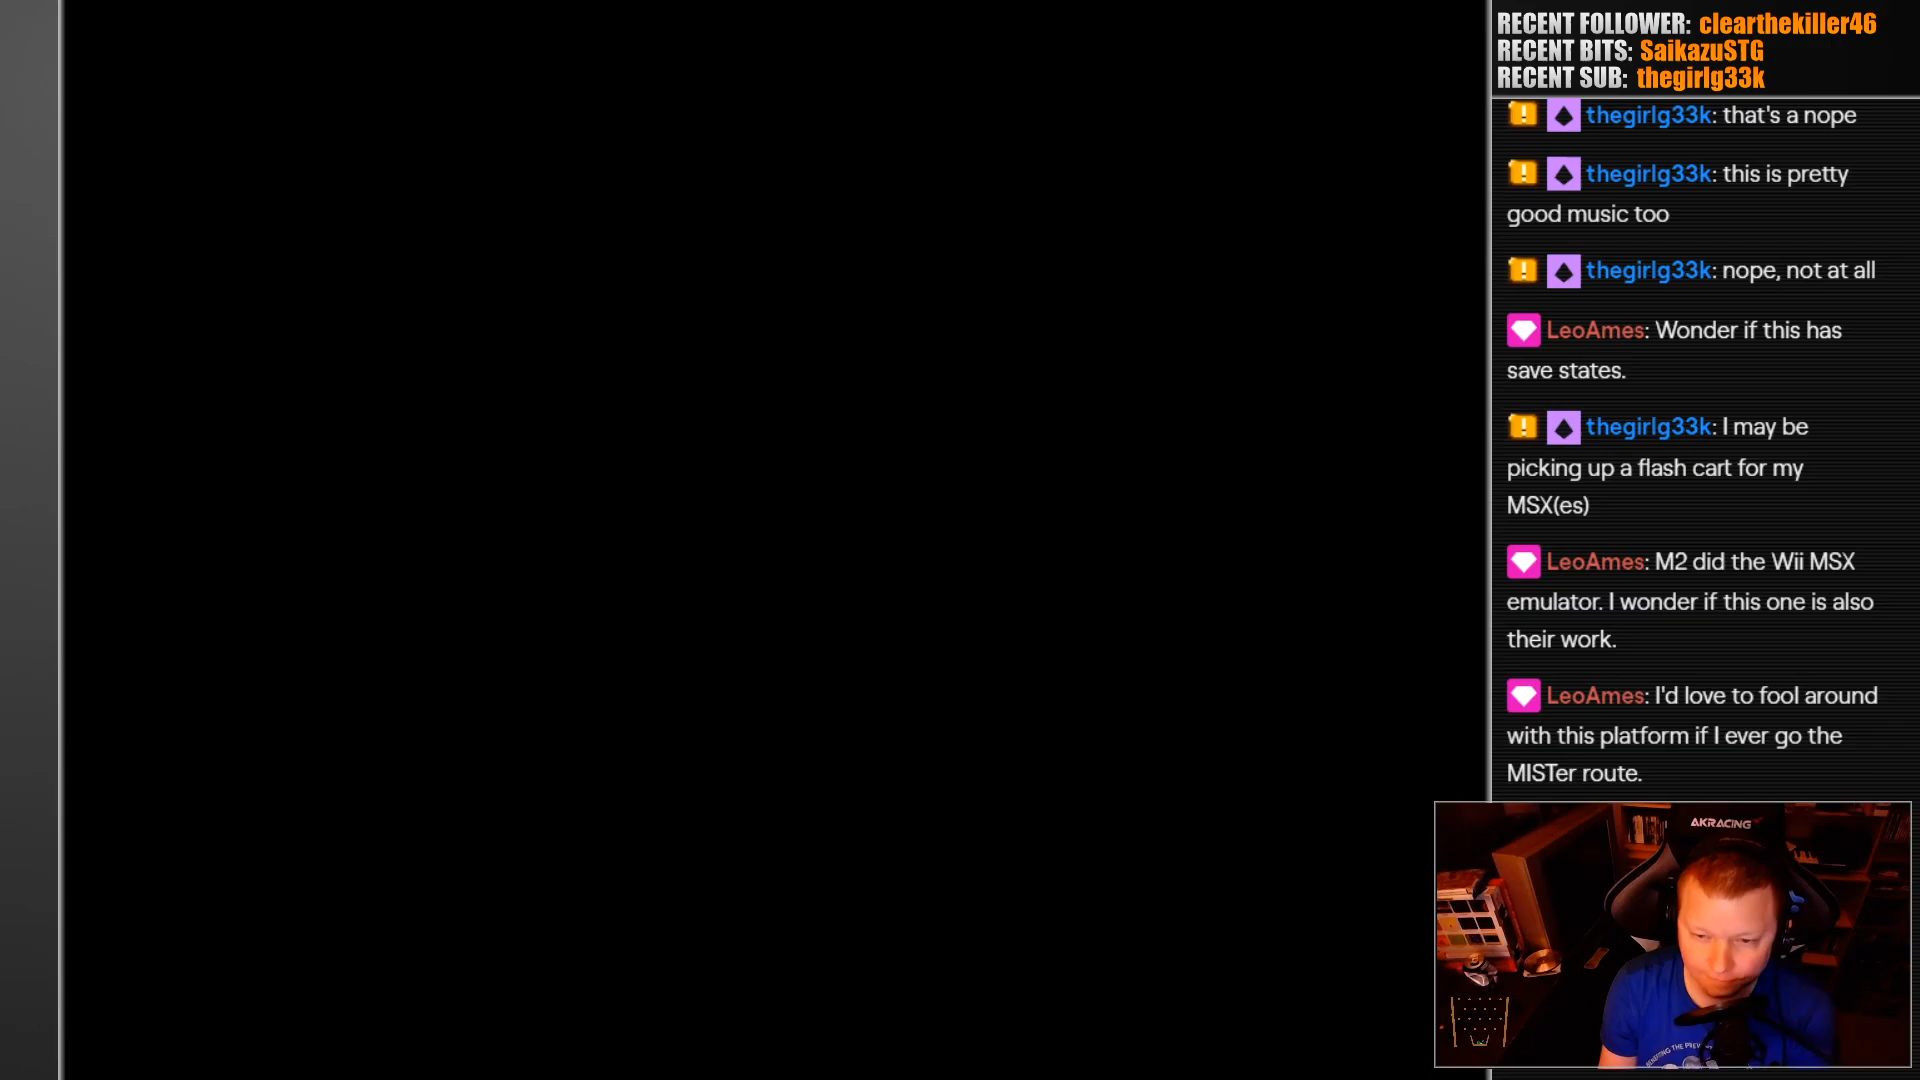 RECENT FOLLOWER: clearthekiller46
RECENT BITS: SaikazuSTG
RECENT SUB: thegirlg33k
thegirlg33k: that's a nope
thegirlg33k: this is pretty
good music too
thegirlg33k: nope, not at all
LeoAmes: Wonder if this has
save states.
thegirlg33k: I may be
picking up a flash cart for my
MSX(es)
LeoAmes: M2 did the Wii MSX
emulator. I wonder if this one is also
their work.
LeoAmes: I'd love to fool around
with this platform if I ever go the
MISTer route.
AKRACING